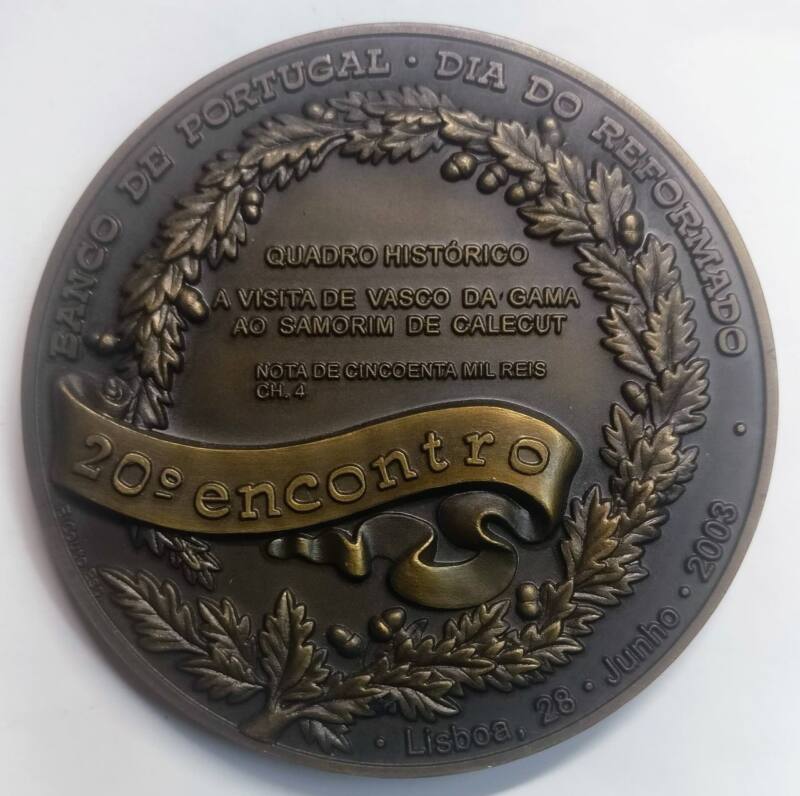 BANCO DE PORTUGAL · DIA DO REFORMADO
QUADRO HISTÓRICO
A VISITA DE VASCO DA GAMA
AO SAMORIM DE CALECUT
NOTA DE CINCOENTA MIL REIS
CH. 4
20º encontro
· Lisboa, 28 · Junho · 2003 ·